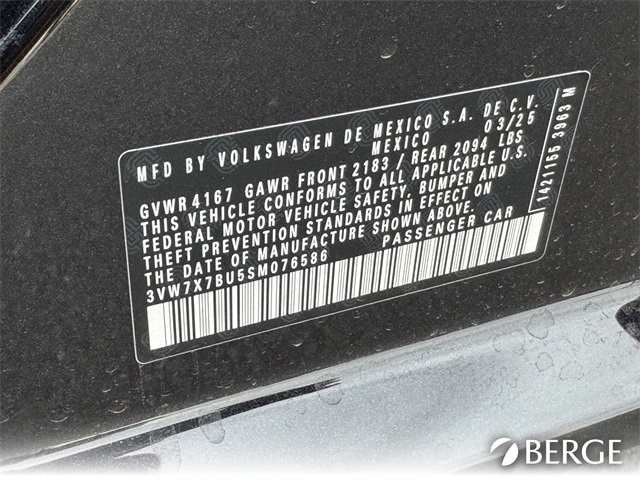 MFD BY VOLKSWAGEN DE MEXICO S.A. DE C.V.
MEXICO 03/25
GVWR 4167 GAWR FRONT 2183 / REAR 2094 LBS
THIS VEHICLE CONFORMS TO ALL APPLICABLE U.S.
FEDERAL MOTOR VEHICLE SAFETY, BUMPER AND
THEFT PREVENTION STANDARDS IN EFFECT ON
THE DATE OF MANUFACTURE SHOWN ABOVE.
3VW7X7BU5SM076586 PASSENGER CAR
1A21155 3963 M
BERGE